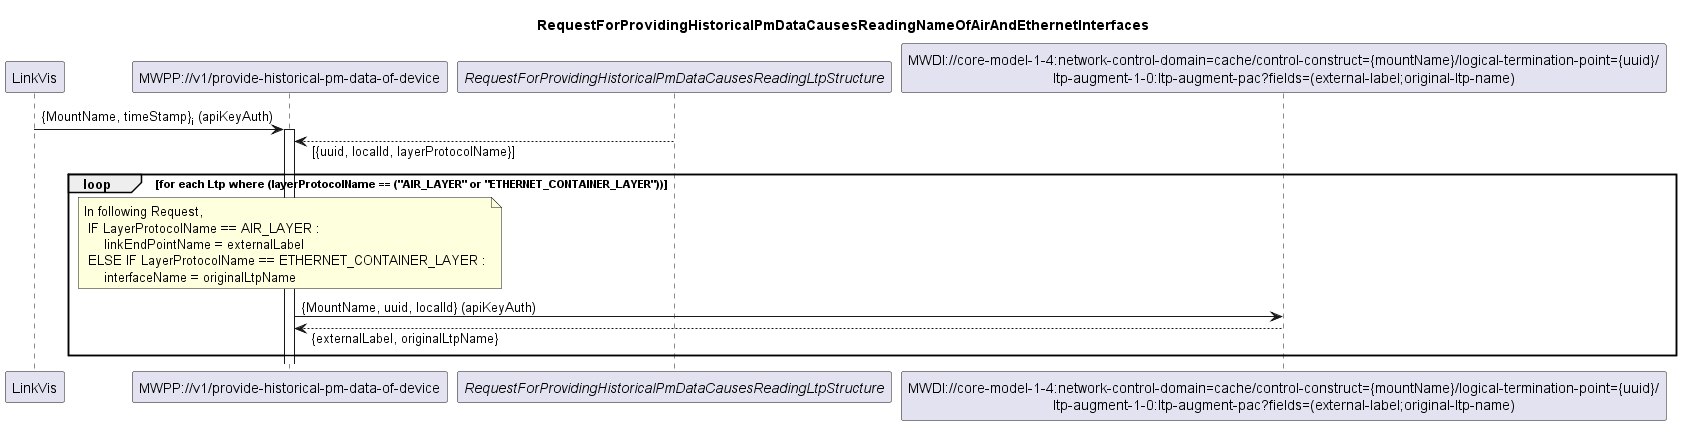 RequestForProvidingHistoricalPmDataCausesReadingNameOfAirAndEthernetInterfaces
LinkVis
MWPP://v1/provide-historical-pm-data-of-device
RequestForProvidingHistoricalPmDataCausesReadingLtpStructure
MWDI://core-model-1-4:network-control-domain=cache/control-construct={mountName}/logical-termination-point={uuid}/
ltp-augment-1-0:ltp-augment-pac?fields=(external-label;original-ltp-name)
{MountName, timeStamp}i (apiKeyAuth)
[{uuid, localId, layerProtocolName}]
loop
[for each Ltp where (layerProtocolName == ("AIR_LAYER" or "ETHERNET_CONTAINER_LAYER"))]
In following Request,
IF LayerProtocolName == AIR_LAYER :
linkEndPointName = externalLabel
ELSE IF LayerProtocolName == ETHERNET_CONTAINER_LAYER :
interfaceName = originalLtpName
{MountName, uuid, localId} (apiKeyAuth)
{externalLabel, originalLtpName}
LinkVis
MWPP://v1/provide-historical-pm-data-of-device
RequestForProvidingHistoricalPmDataCausesReadingLtpStructure
MWDI://core-model-1-4:network-control-domain=cache/control-construct={mountName}/logical-termination-point={uuid}/
ltp-augment-1-0:ltp-augment-pac?fields=(external-label;original-ltp-name)